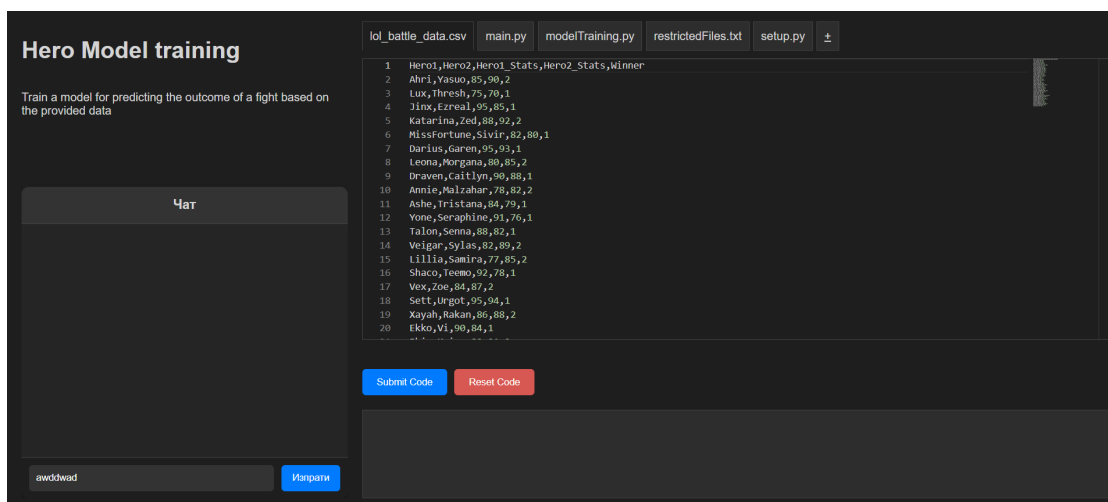 Hero Model training
Train a model for predicting the outcome of a fight based on
the provided data
Чат
awddwad
Изпрати
lol_battle_data.csv main.py modelTraining.py restrictedFiles.txt setup.py +
1 Hero1,Hero2,Hero1_Stats,Hero2_Stats,Winner
2 Ahri,Yasuo,85,90,2
3 Lux,Thresh,75,70,1
4 Jinx,Ezreal,95,85,1
5 Katarina,Zed,88,92,2
6 MissFortune,Sivir,82,80,1
7 Darius,Garen,95,93,1
8 Leona,Morgana,80,85,2
9 Draven,Caitlyn,90,88,1
10 Annie,Malzahar,78,82,2
11 Ashe,Tristana,84,79,1
12 Yone,Seraphine,91,76,1
13 Talon,Senna,88,82,1
14 Veigar,Sylas,82,89,2
15 Lillia,Samira,77,85,2
16 Shaco,Teemo,92,78,1
17 Vex,Zoe,84,87,2
18 Sett,Urgot,95,94,1
19 Xayah,Rakan,86,88,2
20 Ekko,Vi,90,84,1
Submit Code Reset Code